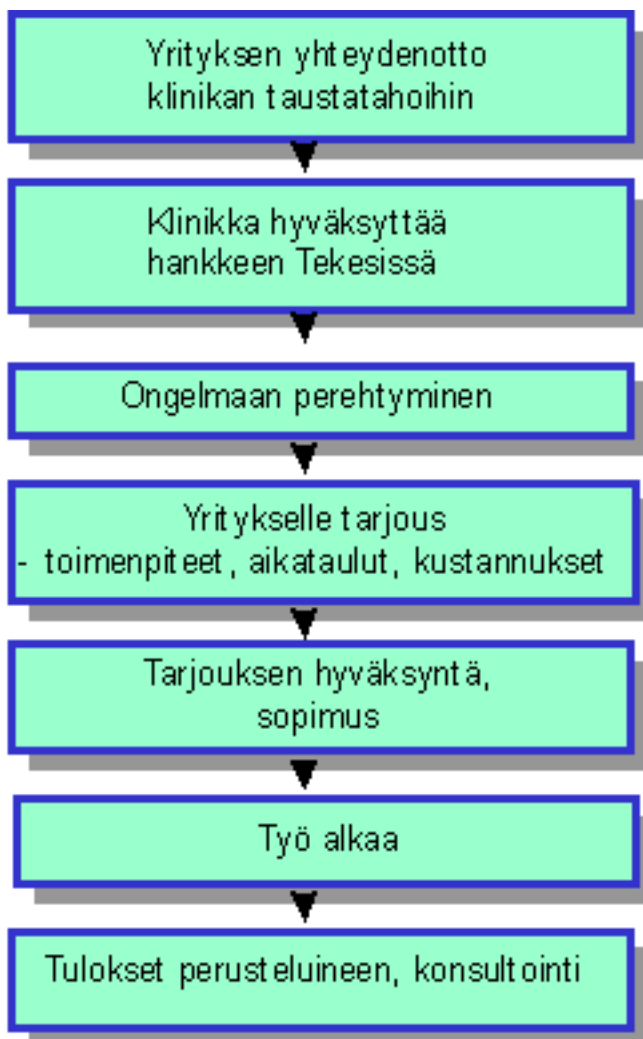 Yrityksen yhteydenotto
klinikan taustatahoihin
Klinikka hyväksyttää
hankkeen Tekesissä
Ongelmaan perehtyminen
Yritykselle tarjous
- toimenpiteet, aikataulut, kustannukset
Tarjouksen hyväksyntä,
sopimus
Työ alkaa
Tulokset perusteluineen, konsultointi